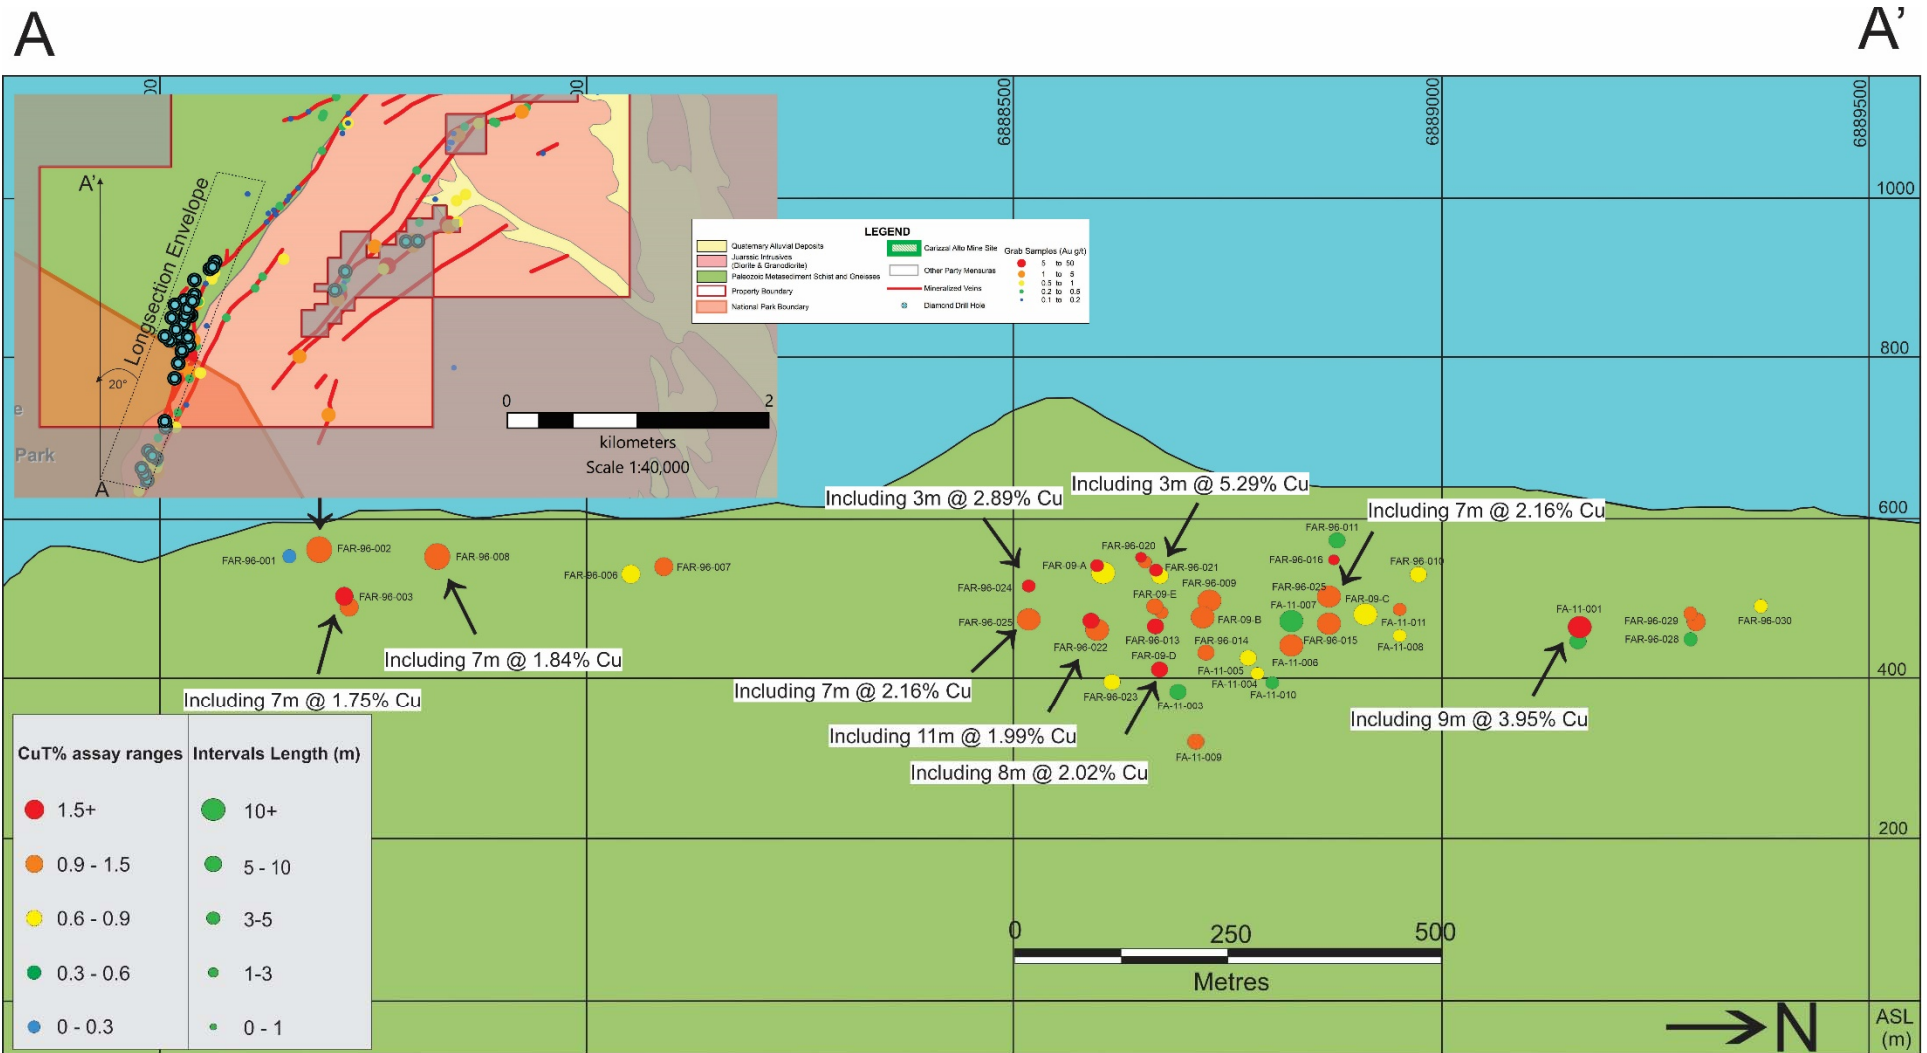 A
A’
00
00
6888500
6889000
6889500
A’
Longsection Envelope
20°
A
e
Park
0
2
kilometers
Scale 1:40,000
LEGEND
Quaternary Alluvial Deposits
Juarssic Intrusives
(Diorite & Granodiorite)
Paleozoic Metasediment Schist and Gneisses
Property Boundary
National Park Boundary
Carizzal Alto Mine Site
Other Party Mensuras
Mineralized Veins
Diamond Drill Hole
Grab Samples (Au g/t)
5 to 50
1 to 5
0.5 to 1
0.2 to 0.5
0.1 to 0.2
1000
800
600
400
200
ASL
(m)
Including 3m @ 2.89% Cu
Including 3m @ 5.29% Cu
Including 7m @ 2.16% Cu
FAR-96-001
FAR-96-002
FAR-96-008
FAR-96-003
FAR-96-006
FAR-96-007
Including 7m @ 1.84% Cu
Including 7m @ 1.75% Cu
FAR-96-024
FAR-96-025
FAR-09-A
FAR-96-020
FAR-96-021
FAR-96-009
FAR-09-E
FAR-09-B
FAR-96-022
FAR-96-013
FAR-96-014
FAR-09-D
FAR-96-023
FA-11-003
FA-11-005
FA-11-004
FA-11-010
FA-11-009
FAR-96-011
FAR-96-016
FAR-96-010
FAR-96-025
FA-11-007
FAR-09-C
FA-11-011
FA-11-008
FAR-96-015
FA-11-006
FA-11-001
FAR-96-029
FAR-96-028
FAR-96-030
Including 7m @ 2.16% Cu
Including 11m @ 1.99% Cu
Including 8m @ 2.02% Cu
Including 9m @ 3.95% Cu
CuT% assay ranges
1.5+
0.9 - 1.5
0.6 - 0.9
0.3 - 0.6
0 - 0.3
Intervals Length (m)
10+
5 - 10
3-5
1-3
0 - 1
0
250
500
Metres
N